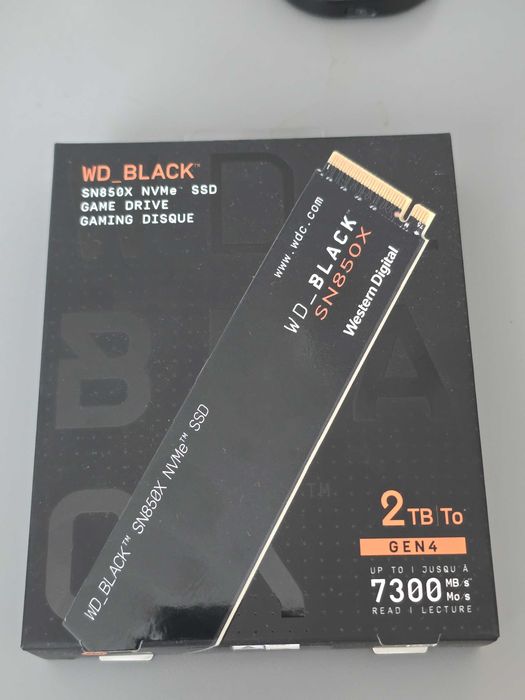 WD_BLACK™
SN850X NVMe™ SSD
GAME DRIVE
GAMING DISQUE
www.wdc.com
WD_BLACK
SN850X
Western Digital
WD_BLACK™ SN850X NVMe™ SSD
2TB|To
GEN4
UP TO | JUSQU'À
7300 MB/s
Mo/s
READ | LECTURE